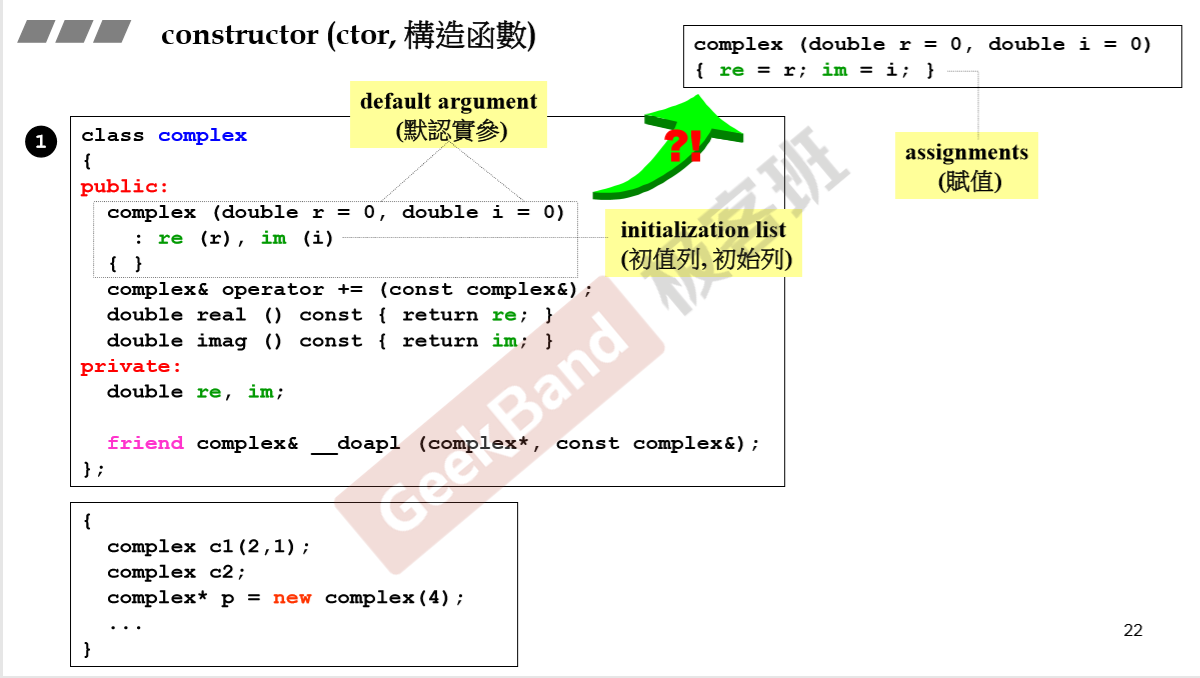 constructor (ctor, 構造函數)
complex (double r = 0, double i = 0)
{ re = r; im = i; }
assignments
(賦值)
default argument
(默認實參)
?!
1
class complex
{
public:
complex (double r = 0, double i = 0)
: re (r), im (i)
{ }
initialization list
(初值列, 初始列)
complex& operator += (const complex&);
double real () const { return re; }
double imag () const { return im; }
private:
double re, im;
friend complex& __doapl (complex*, const complex&);
};
GeekBand 极客班
{
complex c1(2,1);
complex c2;
complex* p = new complex(4);
...
}
22